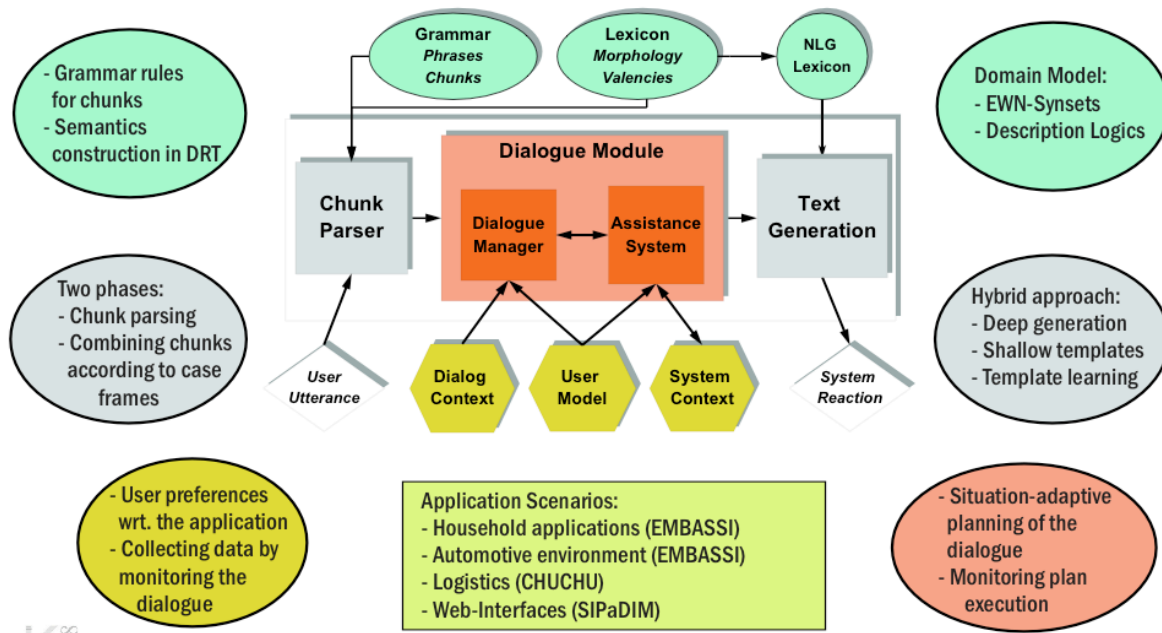 Grammar
Phrases
Chunks
Lexicon
Morphology
Valencies
NLG
Lexicon
- Grammar rules
for chunks
- Semantics
construction in DRT
Domain Model:
- EWN-Synsets
- Description Logics
Dialogue Module
Chunk
Parser
Dialogue
Manager
Assistance
System
Text
Generation
Two phases:
- Chunk parsing
- Combining chunks
according to case
frames
Hybrid approach:
- Deep generation
- Shallow templates
- Template learning
User
Utterance
Dialog
Context
User
Model
System
Context
System
Reaction
- User preferences
wrt. the application
- Collecting data by
monitoring the
dialogue
Application Scenarios:
- Household applications (EMBASSI)
- Automotive environment (EMBASSI)
- Logistics (CHUCHU)
- Web-Interfaces (SIPaDIM)
- Situation-adaptive
planning of the
dialogue
- Monitoring plan
execution